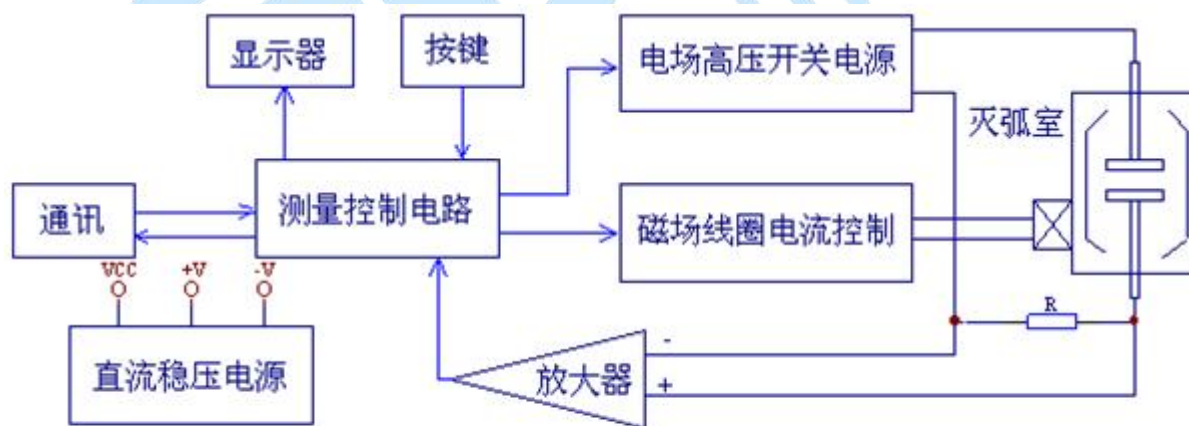 显示器
按键
电场高压开关电源
灭弧室
测量控制电路
通讯
磁场线圈电流控制
VCC
+V
-V
R
直流稳压电源
放大器
-
+